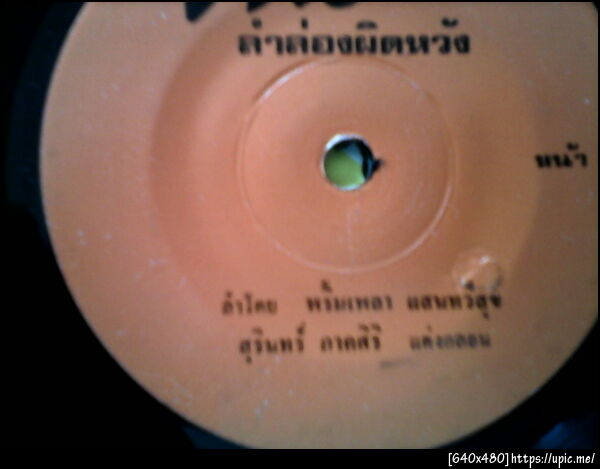 ลำล่องผิดหวัง
หน้า
ลำโดย พริ้มเพลา แสนทวีสุข
สุรินทร์ ภาคศิริ แต่งกลอน
[640x480]https://upic.me/